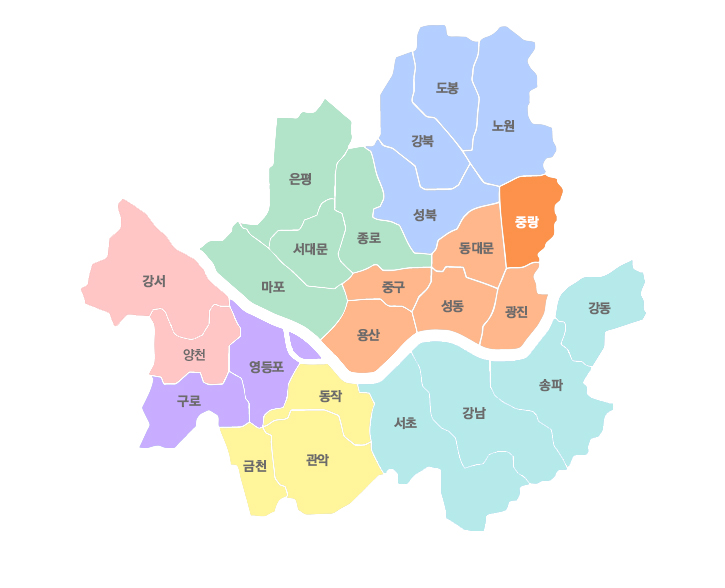 도봉
노원
강북
은평
성북
중랑
종로
동대문
서대문
강서
마포
중구
성동
강동
광진
용산
양천
영등포
송파
동작
구로
강남
서초
관악
금천